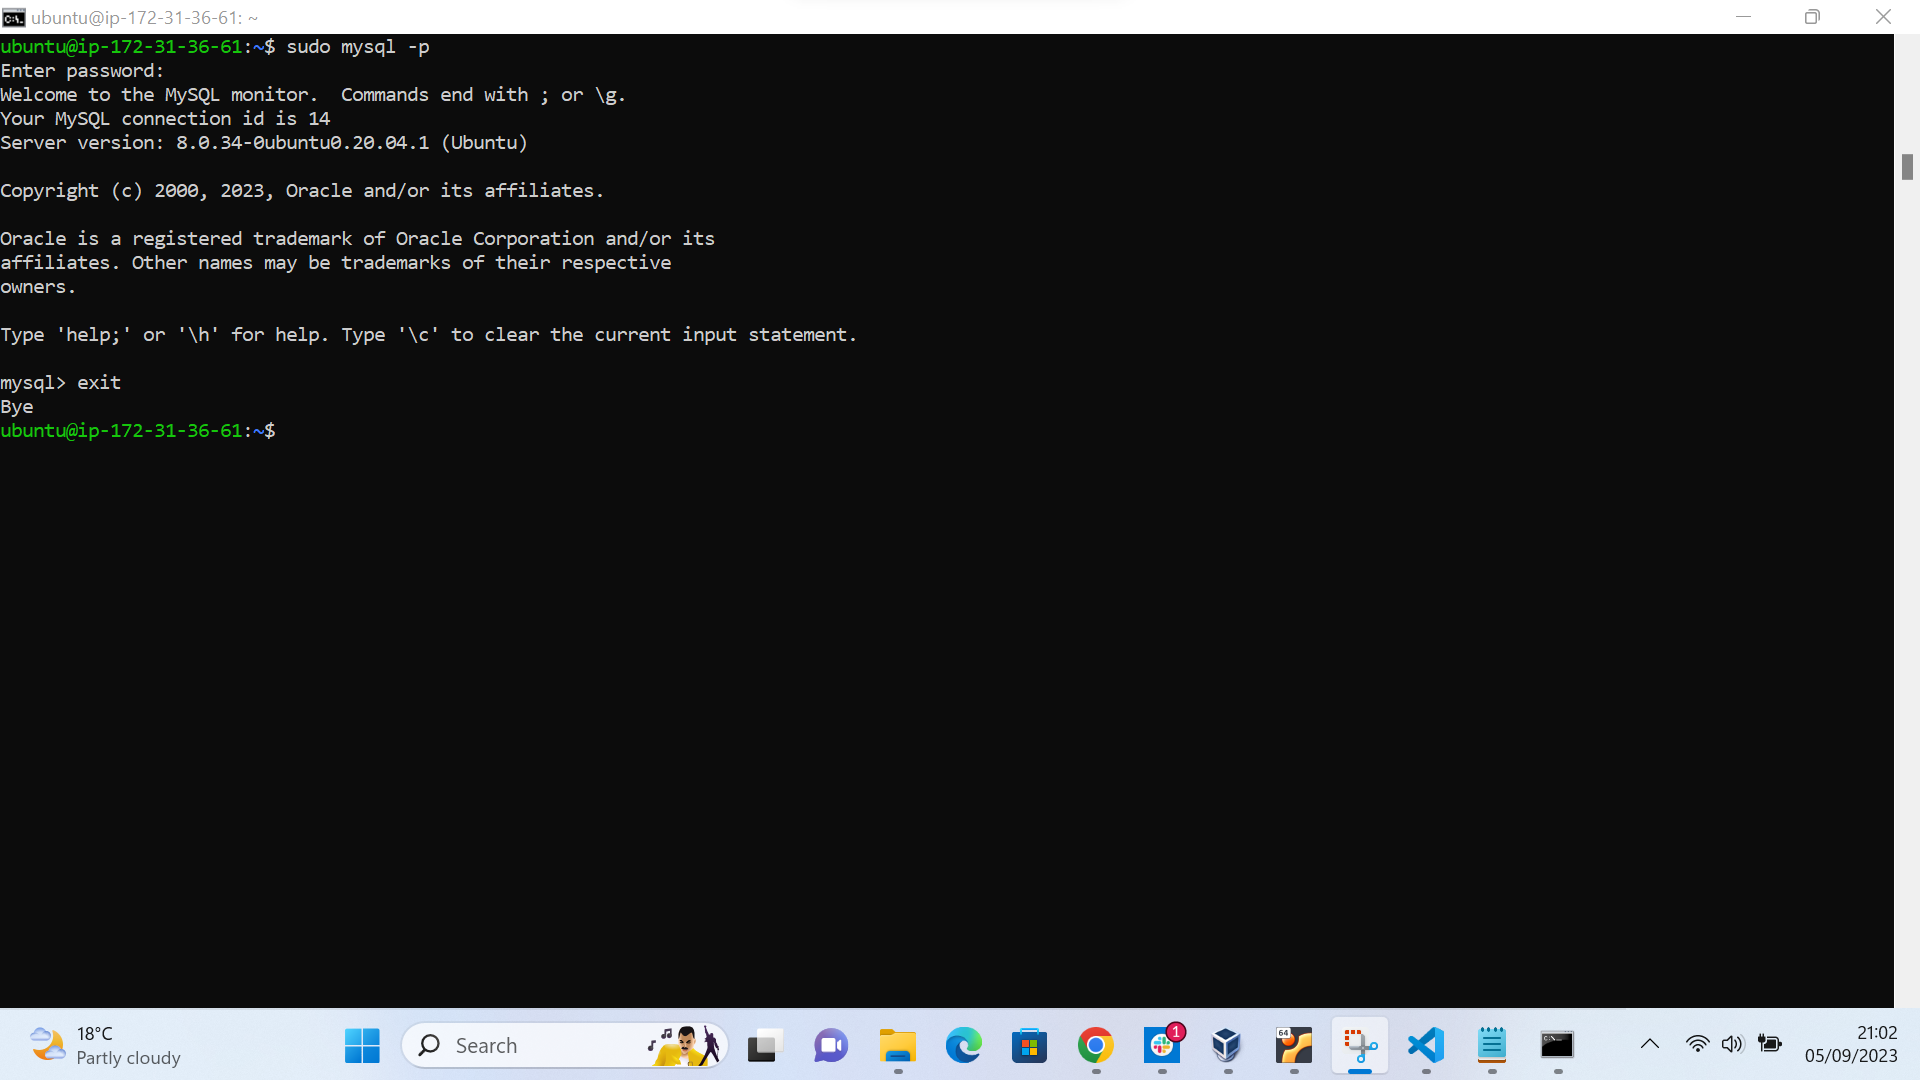 ubuntu@ip-172-31-36-61: ~
ubuntu@ip-172-31-36-61:~$ sudo mysql -p
Enter password:
Welcome to the MySQL monitor.  Commands end with ; or \g.
Your MySQL connection id is 14
Server version: 8.0.34-0ubuntu0.20.04.1 (Ubuntu)
Copyright (c) 2000, 2023, Oracle and/or its affiliates.
Oracle is a registered trademark of Oracle Corporation and/or its
affiliates. Other names may be trademarks of their respective
owners.
Type 'help;' or '\h' for help. Type '\c' to clear the current input statement.
mysql> exit
Bye
ubuntu@ip-172-31-36-61:~$
18°C
Partly cloudy
Search
1
64
21:02
05/09/2023